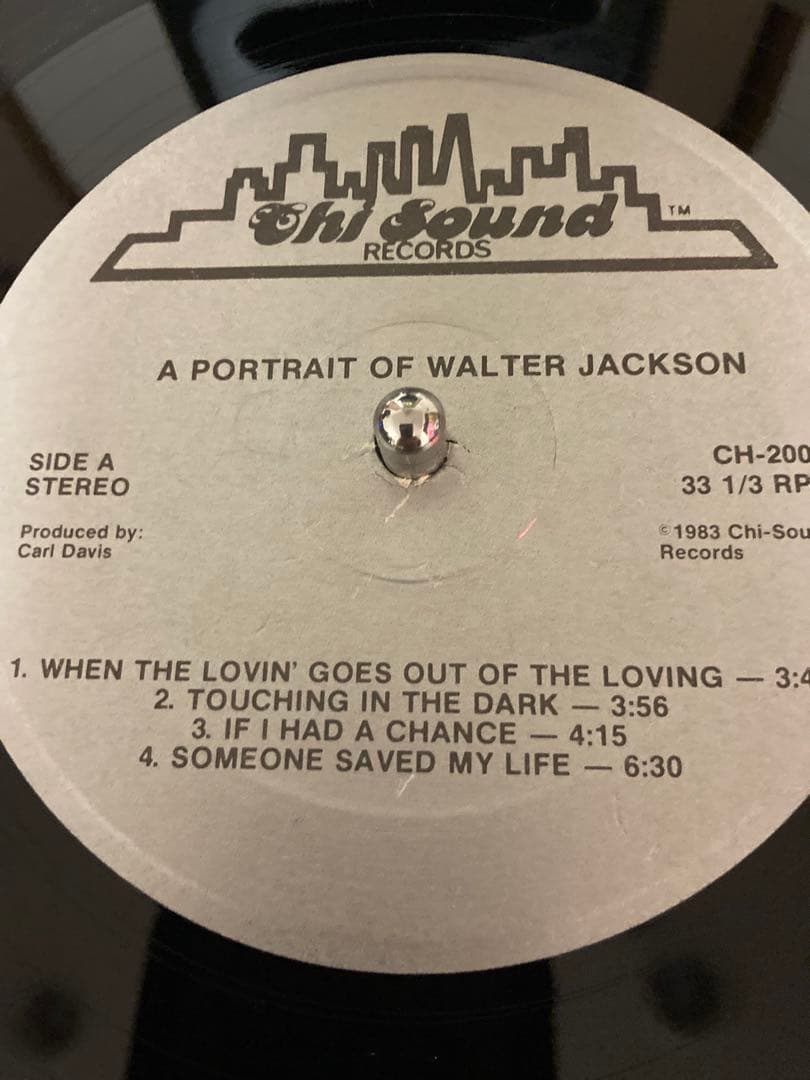 Chi Sound
TM
RECORDS
A PORTRAIT OF WALTER JACKSON
SIDE A
STEREO
CH-200
33 1/3 RP
Produced by:
Carl Davis
©1983 Chi-Sou
Records
1. WHEN THE LOVIN' GOES OUT OF THE LOVING — 3:4
2. TOUCHING IN THE DARK — 3:56
3. IF I HAD A CHANCE — 4:15
4. SOMEONE SAVED MY LIFE — 6:30